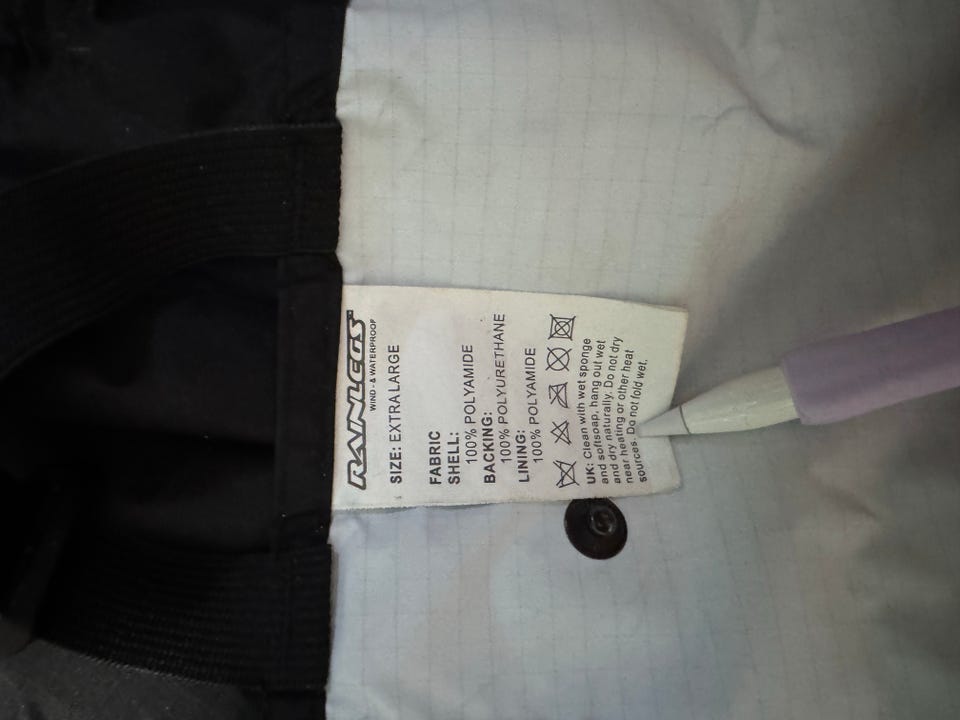 RAINLEGS
WIND- & WATERPROOF
SIZE: EXTRALARGE
FABRIC
SHELL:
100% POLYAMIDE
BACKING:
100% POLYURETHANE
LINING:
100% POLYAMIDE
UK: Clean with wet sponge
and softsoap, hang out wet
and dry naturally. Do not dry
near heating or other heat
sources. Do not fold wet.